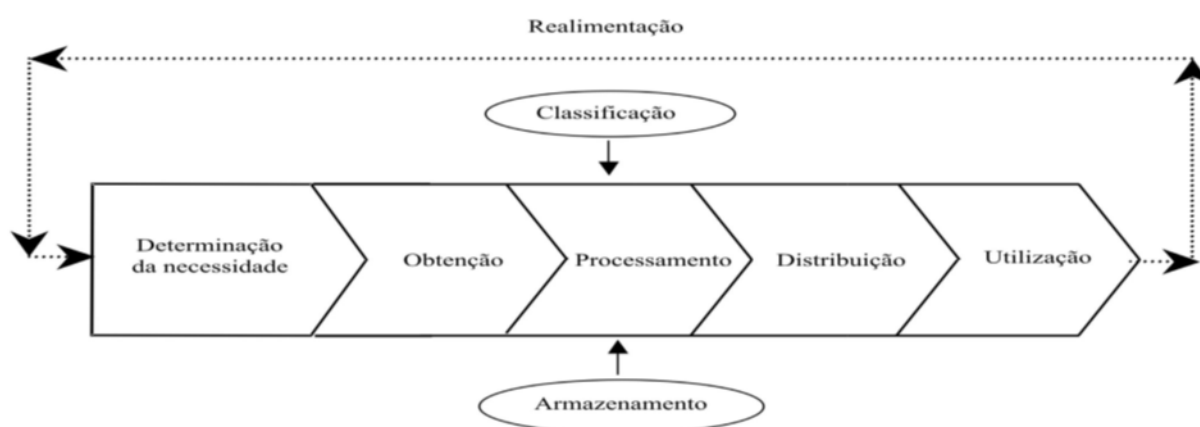 Realimentação
Classificação
Determinação
da necessidade
Obtenção
Processamento
Distribuição
Utilização
Armazenamento